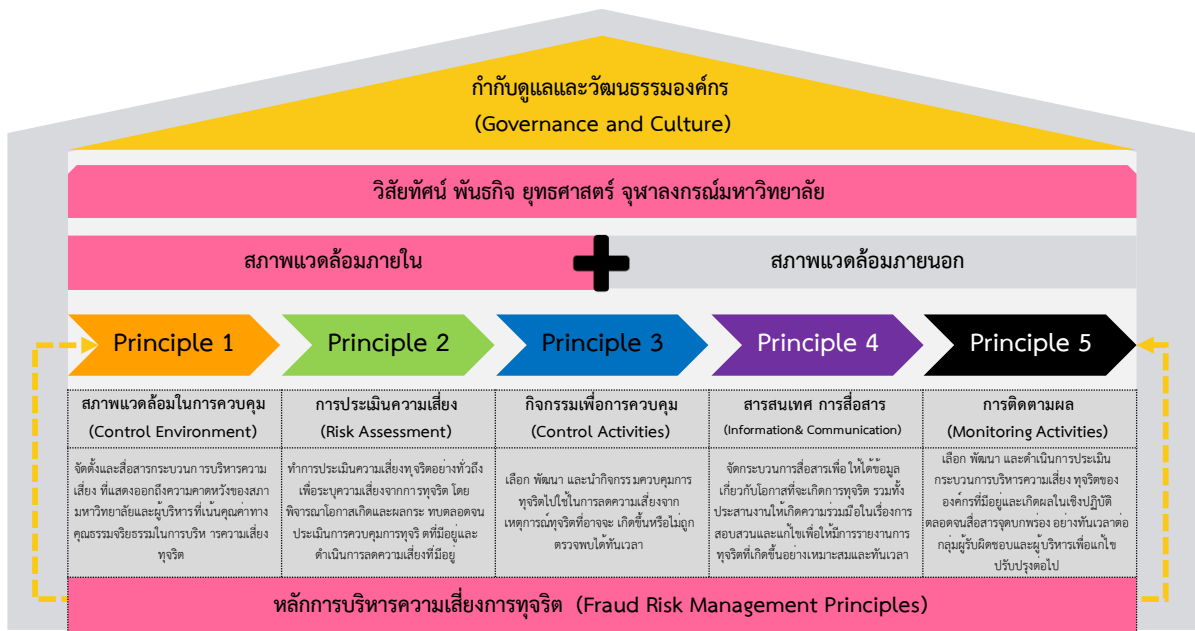 กำกับดูแลและวัฒนธรรมองค์กร
(Governance and Culture)
วิสัยทัศน์ พันธกิจ ยุทธศาสตร์ จุฬาลงกรณ์มหาวิทยาลัย
สภาพแวดล้อมภายใน
สภาพแวดล้อมภายนอก
Principle 1
Principle 2
Principle 3
Principle 4
Principle 5
สภาพแวดล้อมในการควบคุม
(Control Environment)
การประเมินความเสี่ยง
(Risk Assessment)
กิจกรรมเพื่อการควบคุม
(Control Activities)
สารสนเทศ การสื่อสาร
(Information& Communication)
การติดตามผล
(Monitoring Activities)
จัดตั้งและสื่อสารกระบวนการบริหารความ
เสี่ยง ที่แสดงออกถึงความคาดหวังของสภา
มหาวิทยาลัยและผู้บริหารที่เน้นคุณค่าทาง
คุณธรรมจริยธรรมในการบริห ารความเสี่ยง
ทุจริต
ทำการประเมินความเสี่ยงทุจริตอย่างทั่วถึง
เพื่อระบุความเสี่ยงจากการทุจริต โดย
พิจารณาโอกาสเกิดและผลกระ ทบตลอดจน
ประเมินการควบคุมการทุจริ ตที่มีอยู่และ
ดำเนินการลดความเสี่ยงที่มีอยู่
เลือก พัฒนา และนำกิจกรรมควบคุมการ
ทุจริตไปใช้ในการลดความเสี่ยงจาก
เหตุการณ์ทุจริตที่อาจจะ เกิดขึ้นหรือไม่ถูก
ตรวจพบได้ทันเวลา
จัดกระบวนการสื่อสารเพื่อ ให้ได้ข้อมูล
เกี่ยวกับโอกาสที่จะเกิดการทุจริต รวมทั้ง
ประสานงานให้เกิดความร่วมมือในเรื่องการ
สอบสวนและแก้ไขเพื่อให้มีการรายงานการ
ทุจริตที่เกิดขึ้นอย่างเหมาะสมและทันเวลา
เลือก พัฒนา และดำเนินการประเมิน
กระบวนการบริหารความเสี่ยง ทุจริตของ
องค์กรที่มีอยู่และเกิดผลในเชิงปฏิบัติ
ตลอดจนสื่อสารจุดบกพร่อง อย่างทันเวลาต่อ
กลุ่มผู้รับผิดชอบและผู้บริหารเพื่อแก้ไข
ปรับปรุงต่อไป
หลักการบริหารความเสี่ยงการทุจริต (Fraud Risk Management Principles)